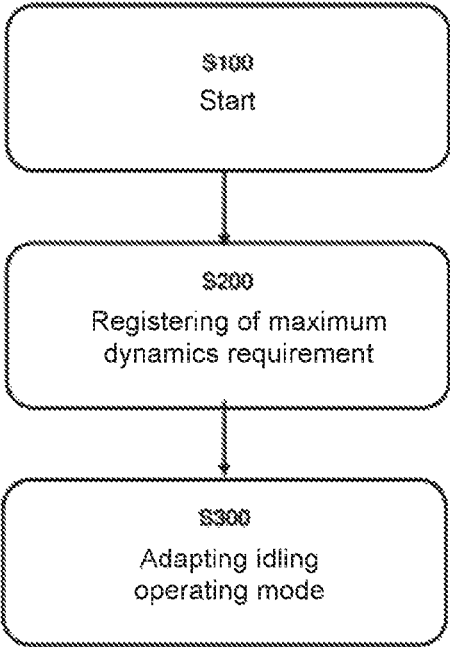 S100
Start
S200
Registering of maximum
dynamics requirement
S300
Adapting idling
operating mode